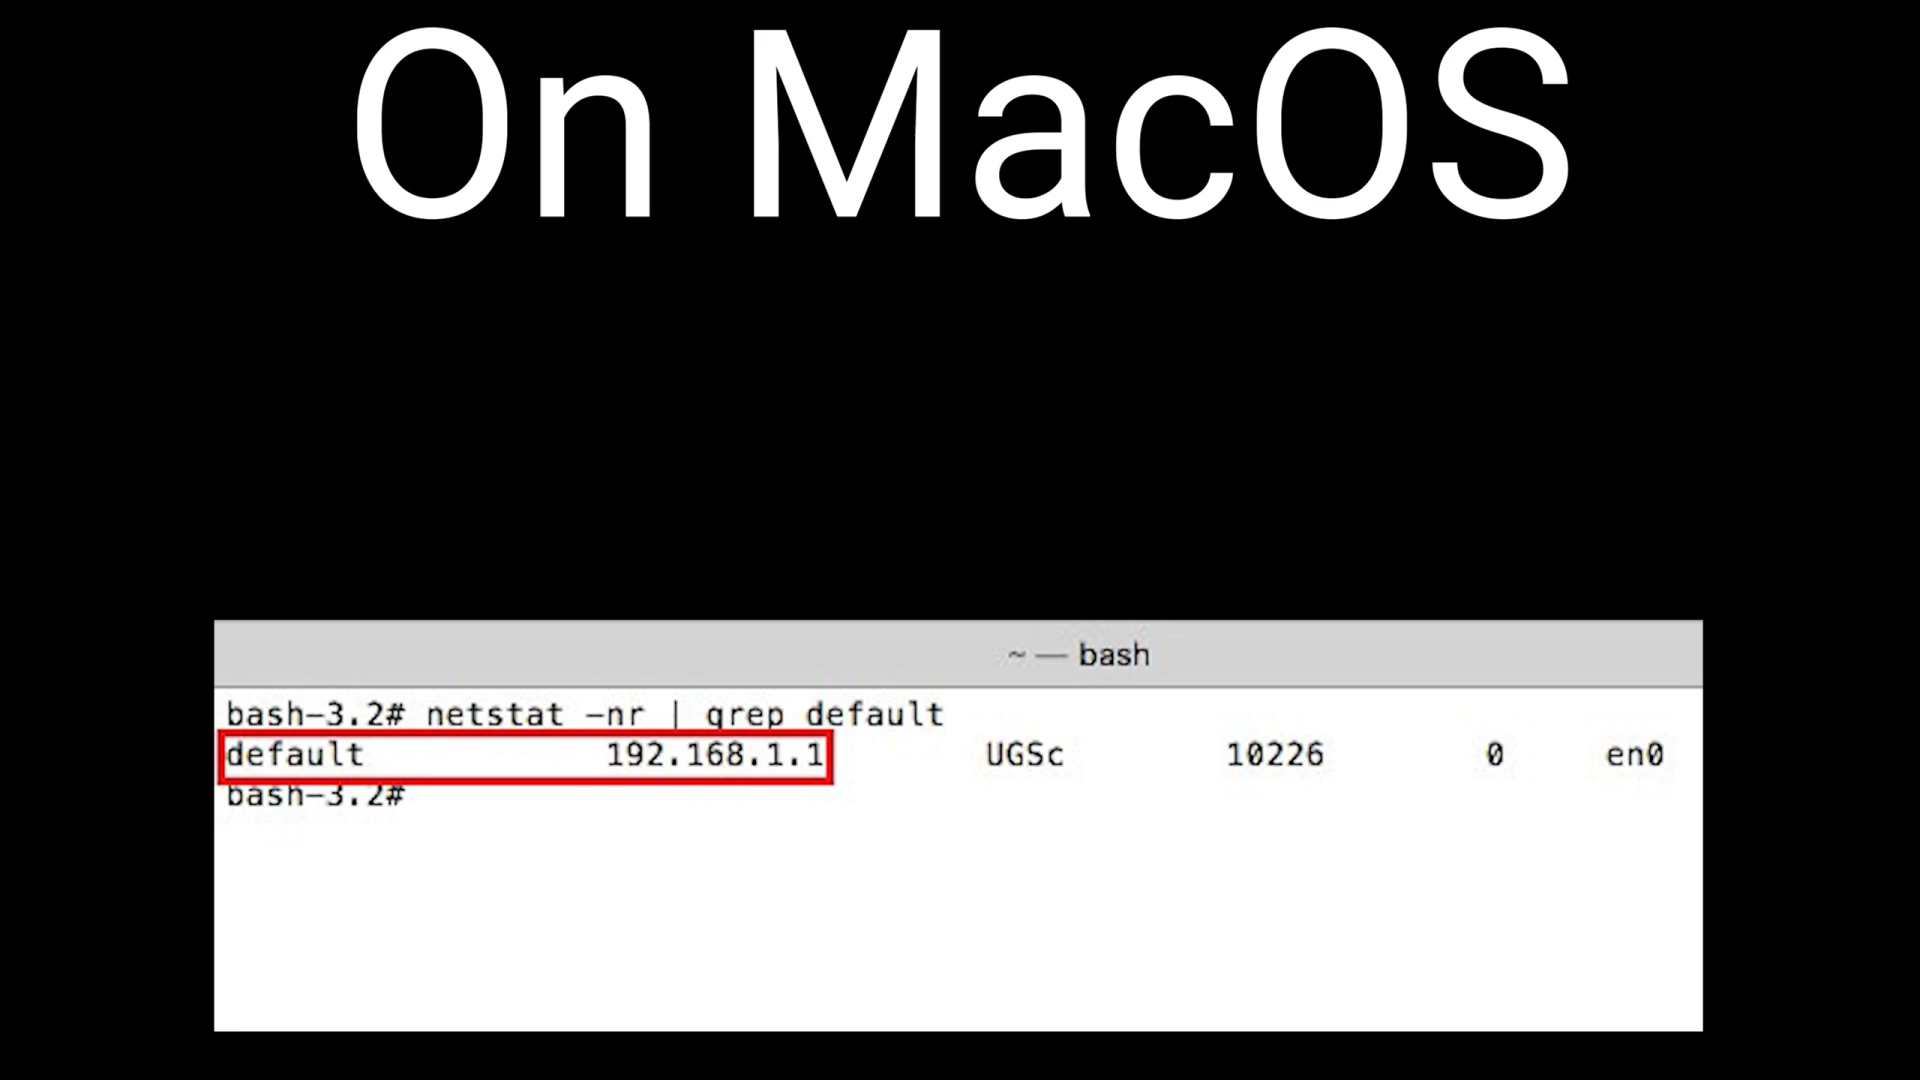 On MacOS
~ — bash
bash-3.2# netstat -nr | grep default
default 192.168.1.1 UGSc 10226 0 en0
bash-3.2#